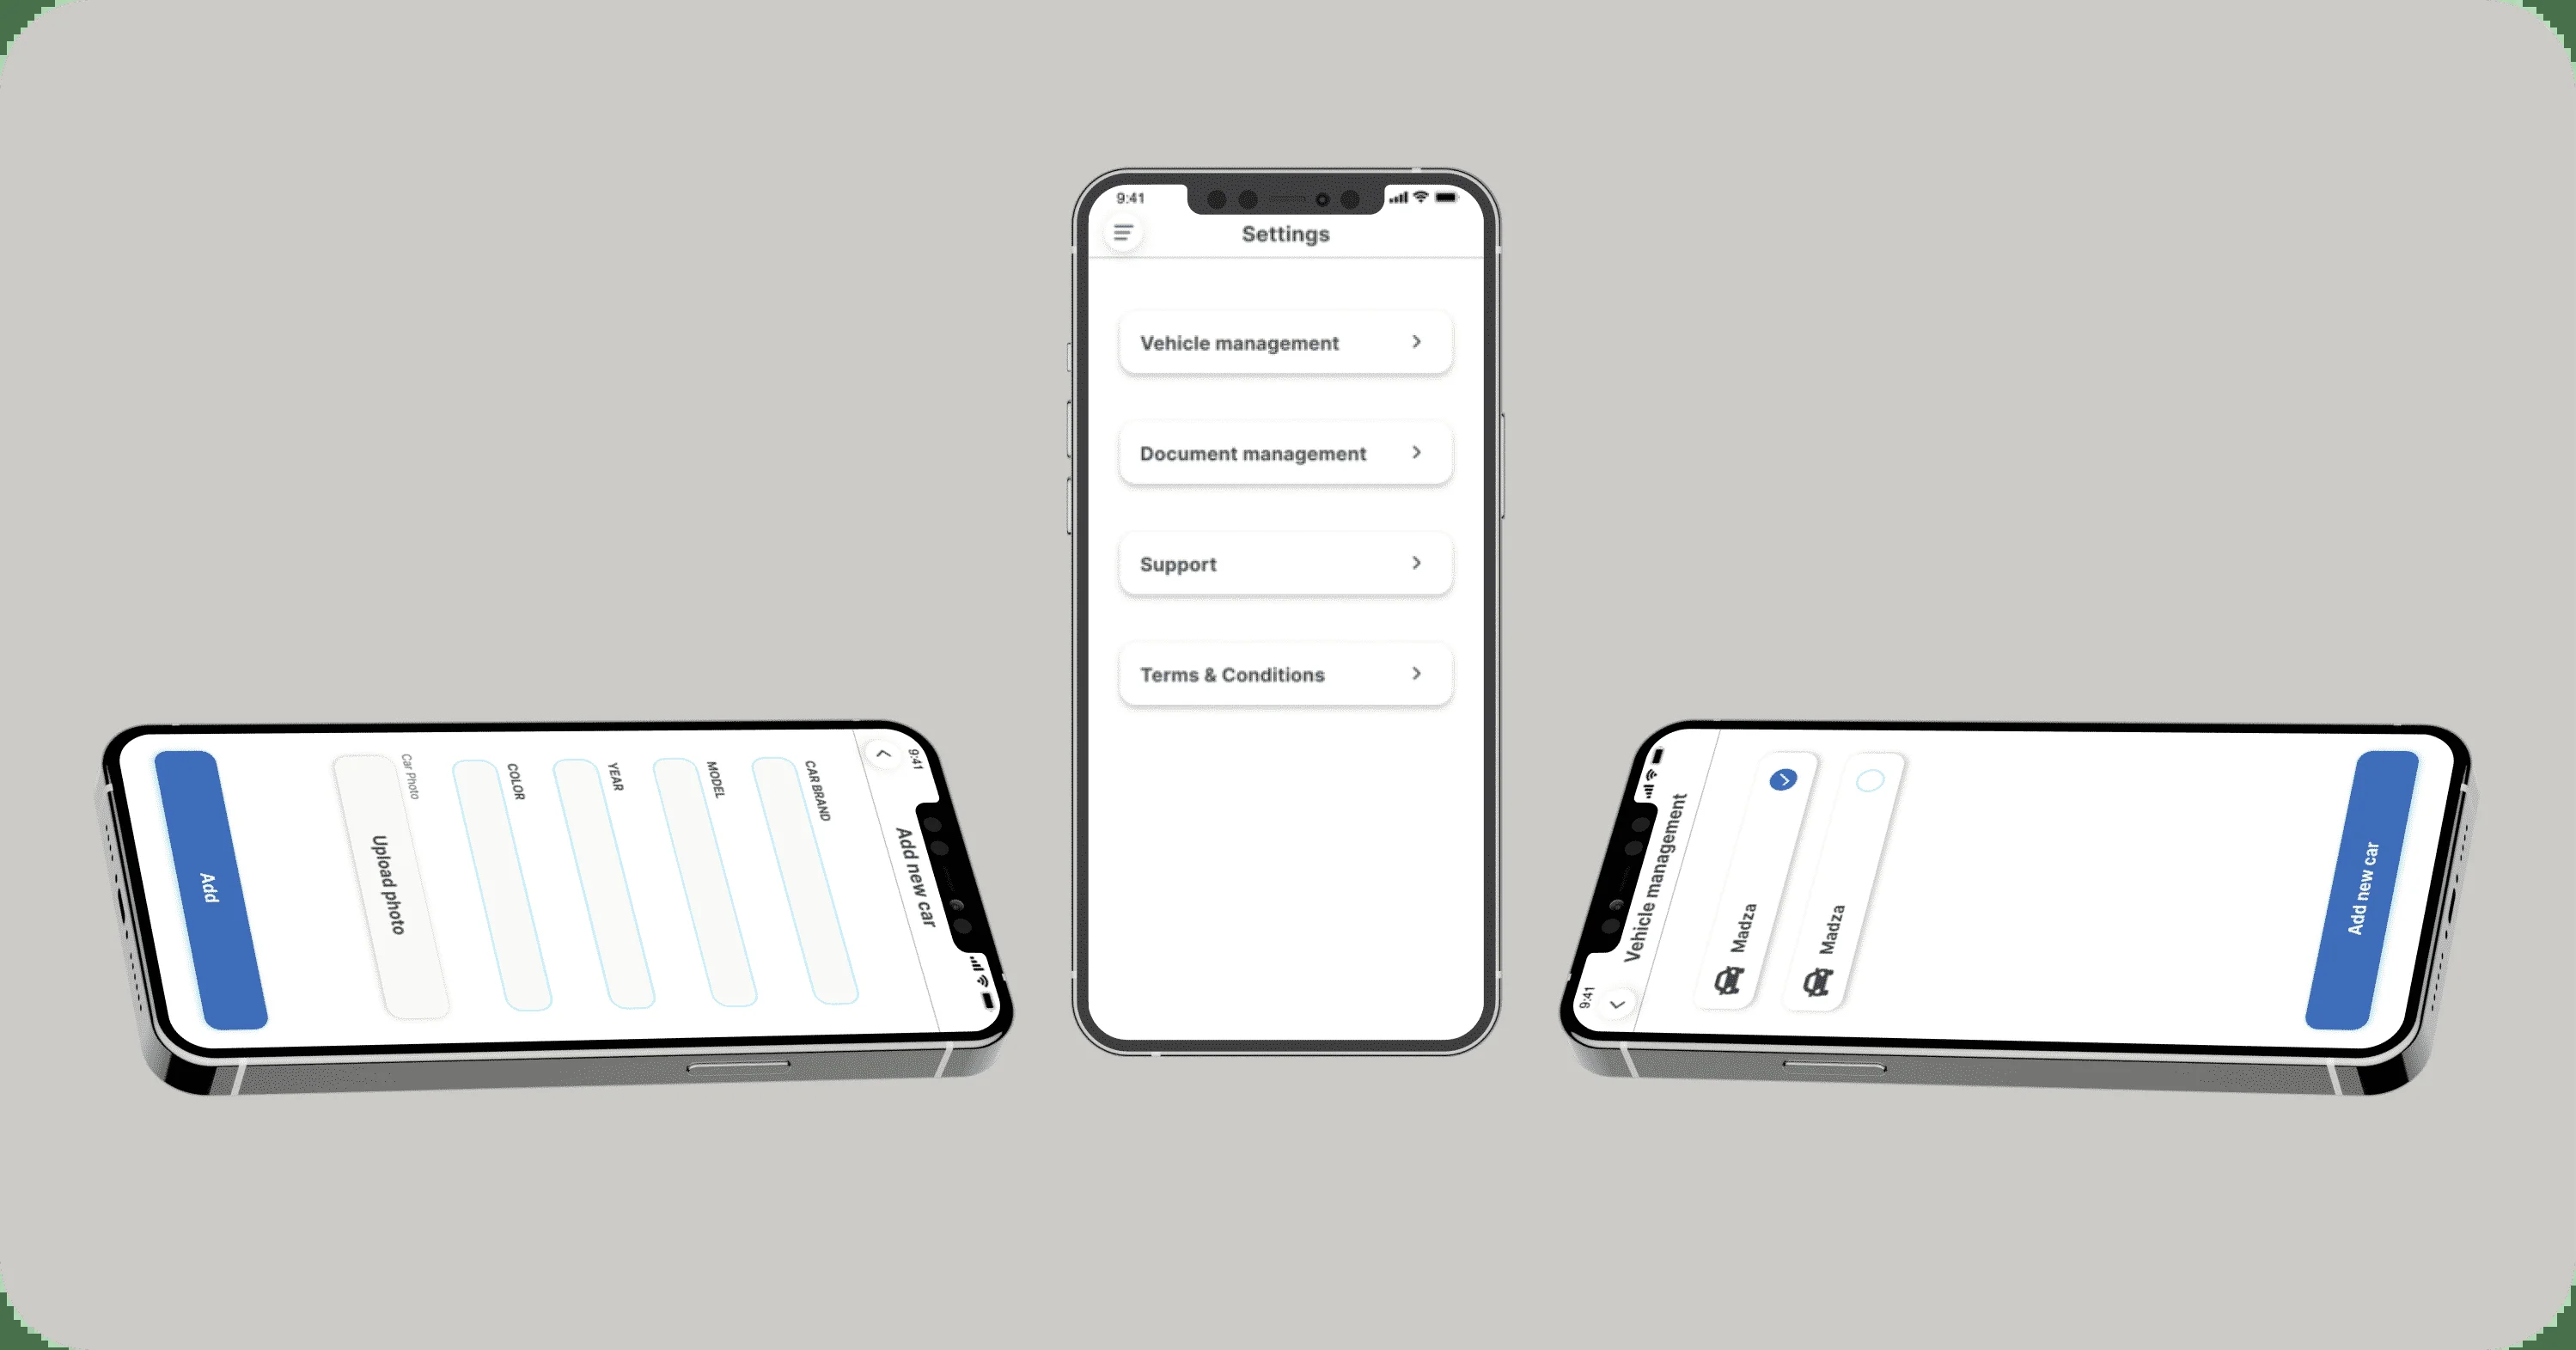 9:41
Add new car
CAR BRAND
MODEL
YEAR
COLOR
Car Photo
Upload photo
Add
9:41
Settings
Vehicle management
Document management
Support
Terms & Conditions
9:41
Vehicle management
Madza
Madza
Add new car